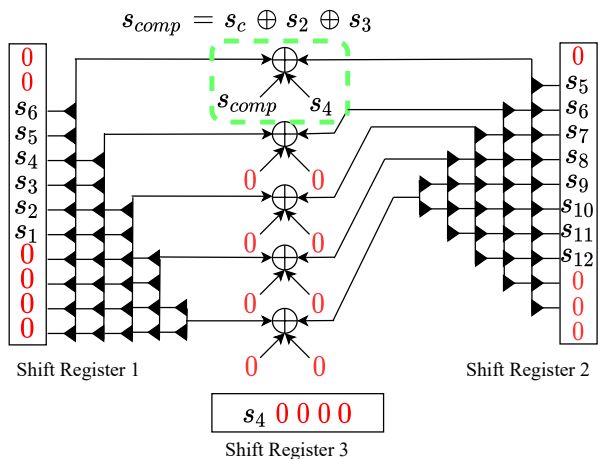 s_comp = s_c ⊕ s_2 ⊕ s_3
0
0
s_6
s_5
s_4
s_3
s_2
s_1
0
0
0
0
s_comp s_4
0 0
0 0
0 0
0 0
0
s_5
s_6
s_7
s_8
s_9
s_10
s_11
s_12
0
0
0
Shift Register 1
Shift Register 2
s_4 0 0 0 0
Shift Register 3